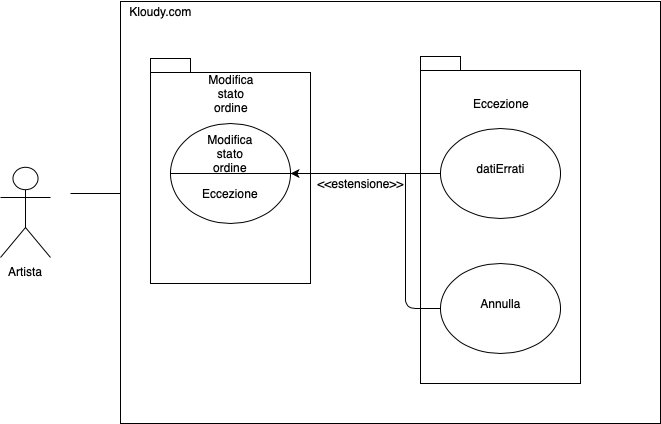 Kloudy.com
Modifica
stato
ordine
Modifica
stato
ordine
Eccezione
<<estensione>>
Eccezione
datiErrati
Annulla
Artista